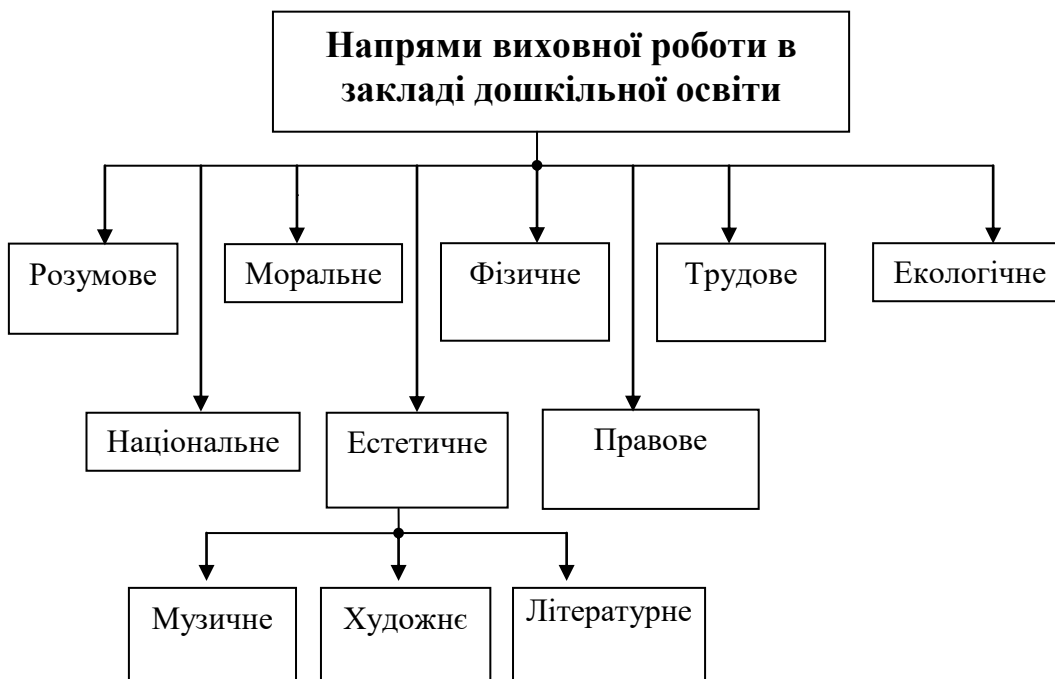 Напрями виховної роботи в
закладі дошкільної освіти
Розумове
Моральне
Фізичне
Трудове
Екологічне
Національне
Естетичне
Правове
Музичне
Художнє
Літературне